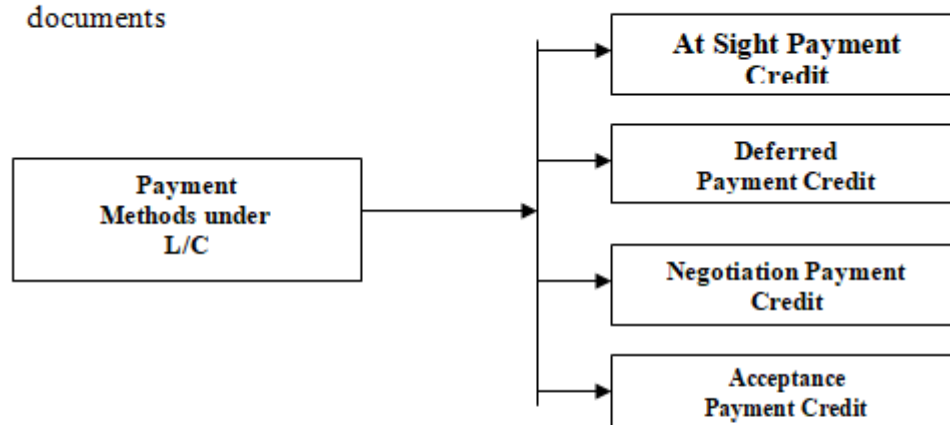 documents
At Sight Payment
Credit
Deferred
Payment Credit
Payment
Methods under
L/C
Negotiation Payment
Credit
Acceptance
Payment Credit